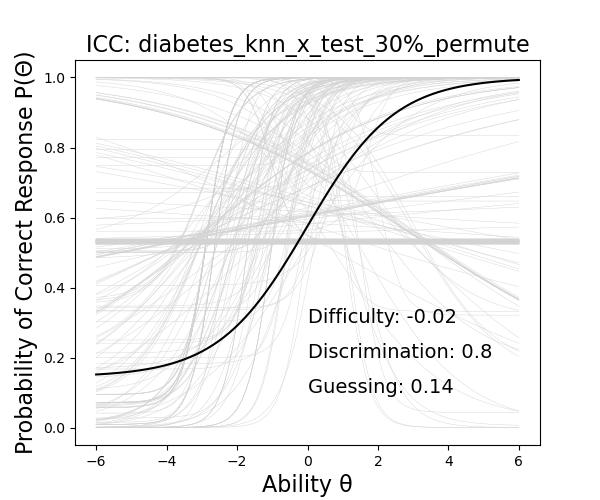 ICC: diabetes_knn_x_test_30%_permute
Probability of Correct Response P(Θ)
1.0
0.8
0.6
0.4
0.2
0.0
Difficulty: -0.02
Discrimination: 0.8
Guessing: 0.14
−6 −4 −2 0 2 4 6
Ability θ